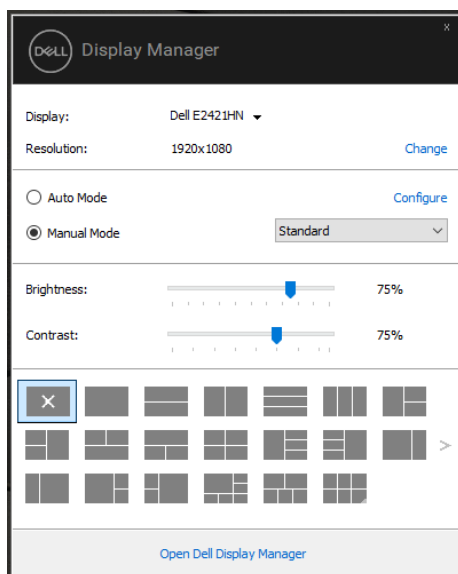 x
DELL Display Manager
Display: Dell E2421HN
Resolution: 1920x1080 Change
Auto Mode Configure
Manual Mode Standard
Brightness: 75%
Contrast: 75%
Open Dell Display Manager